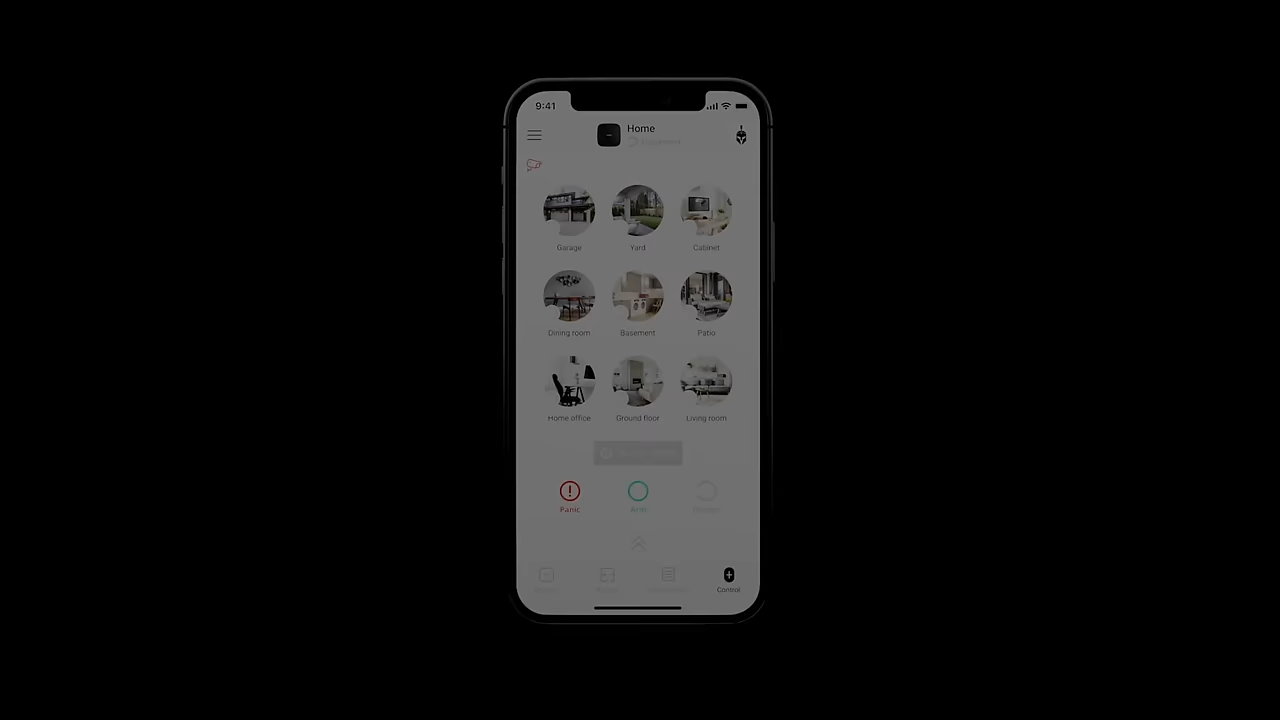 9:41
Home
Garage
Yard
Cabinet
Dining room
Basement
Patio
Home office
Ground floor
Living room
Panic
Arm
Control